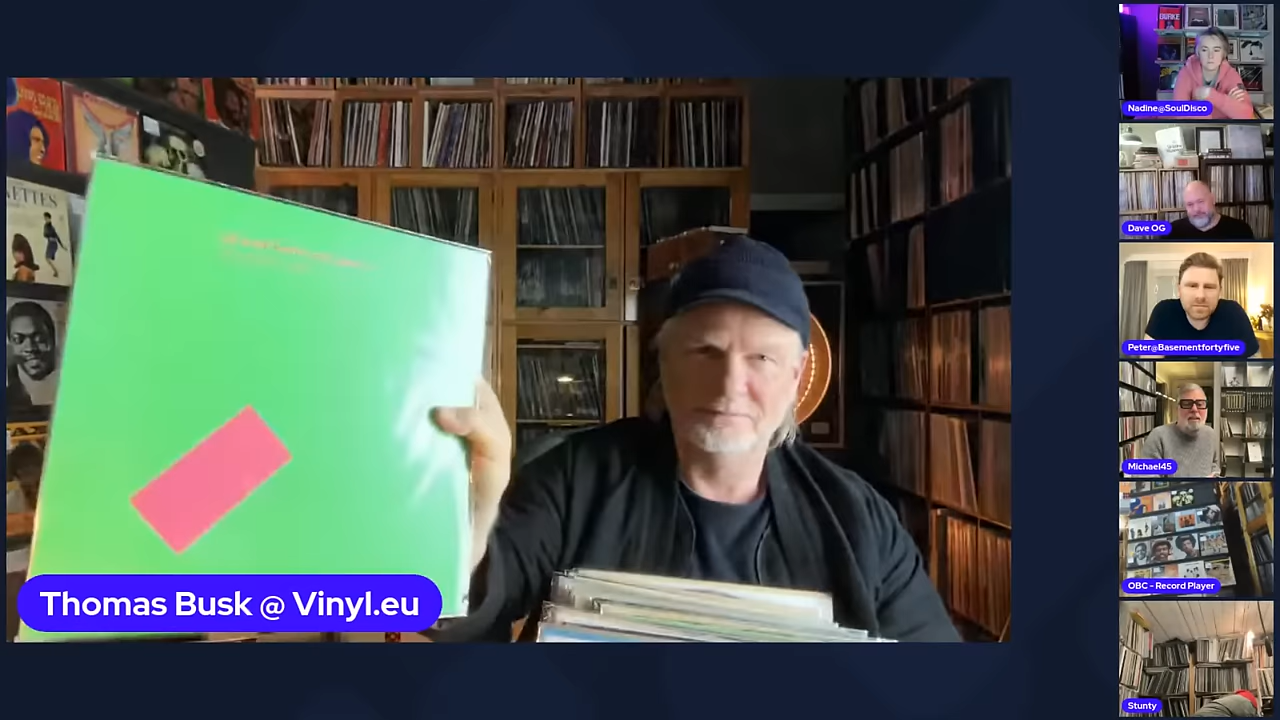 Thomas Busk @ Vinyl.eu
Nadine@SoulDisco
Dave OG
Peter@Basementfortyfive
Michael45
OBC - Record Player
Stunty